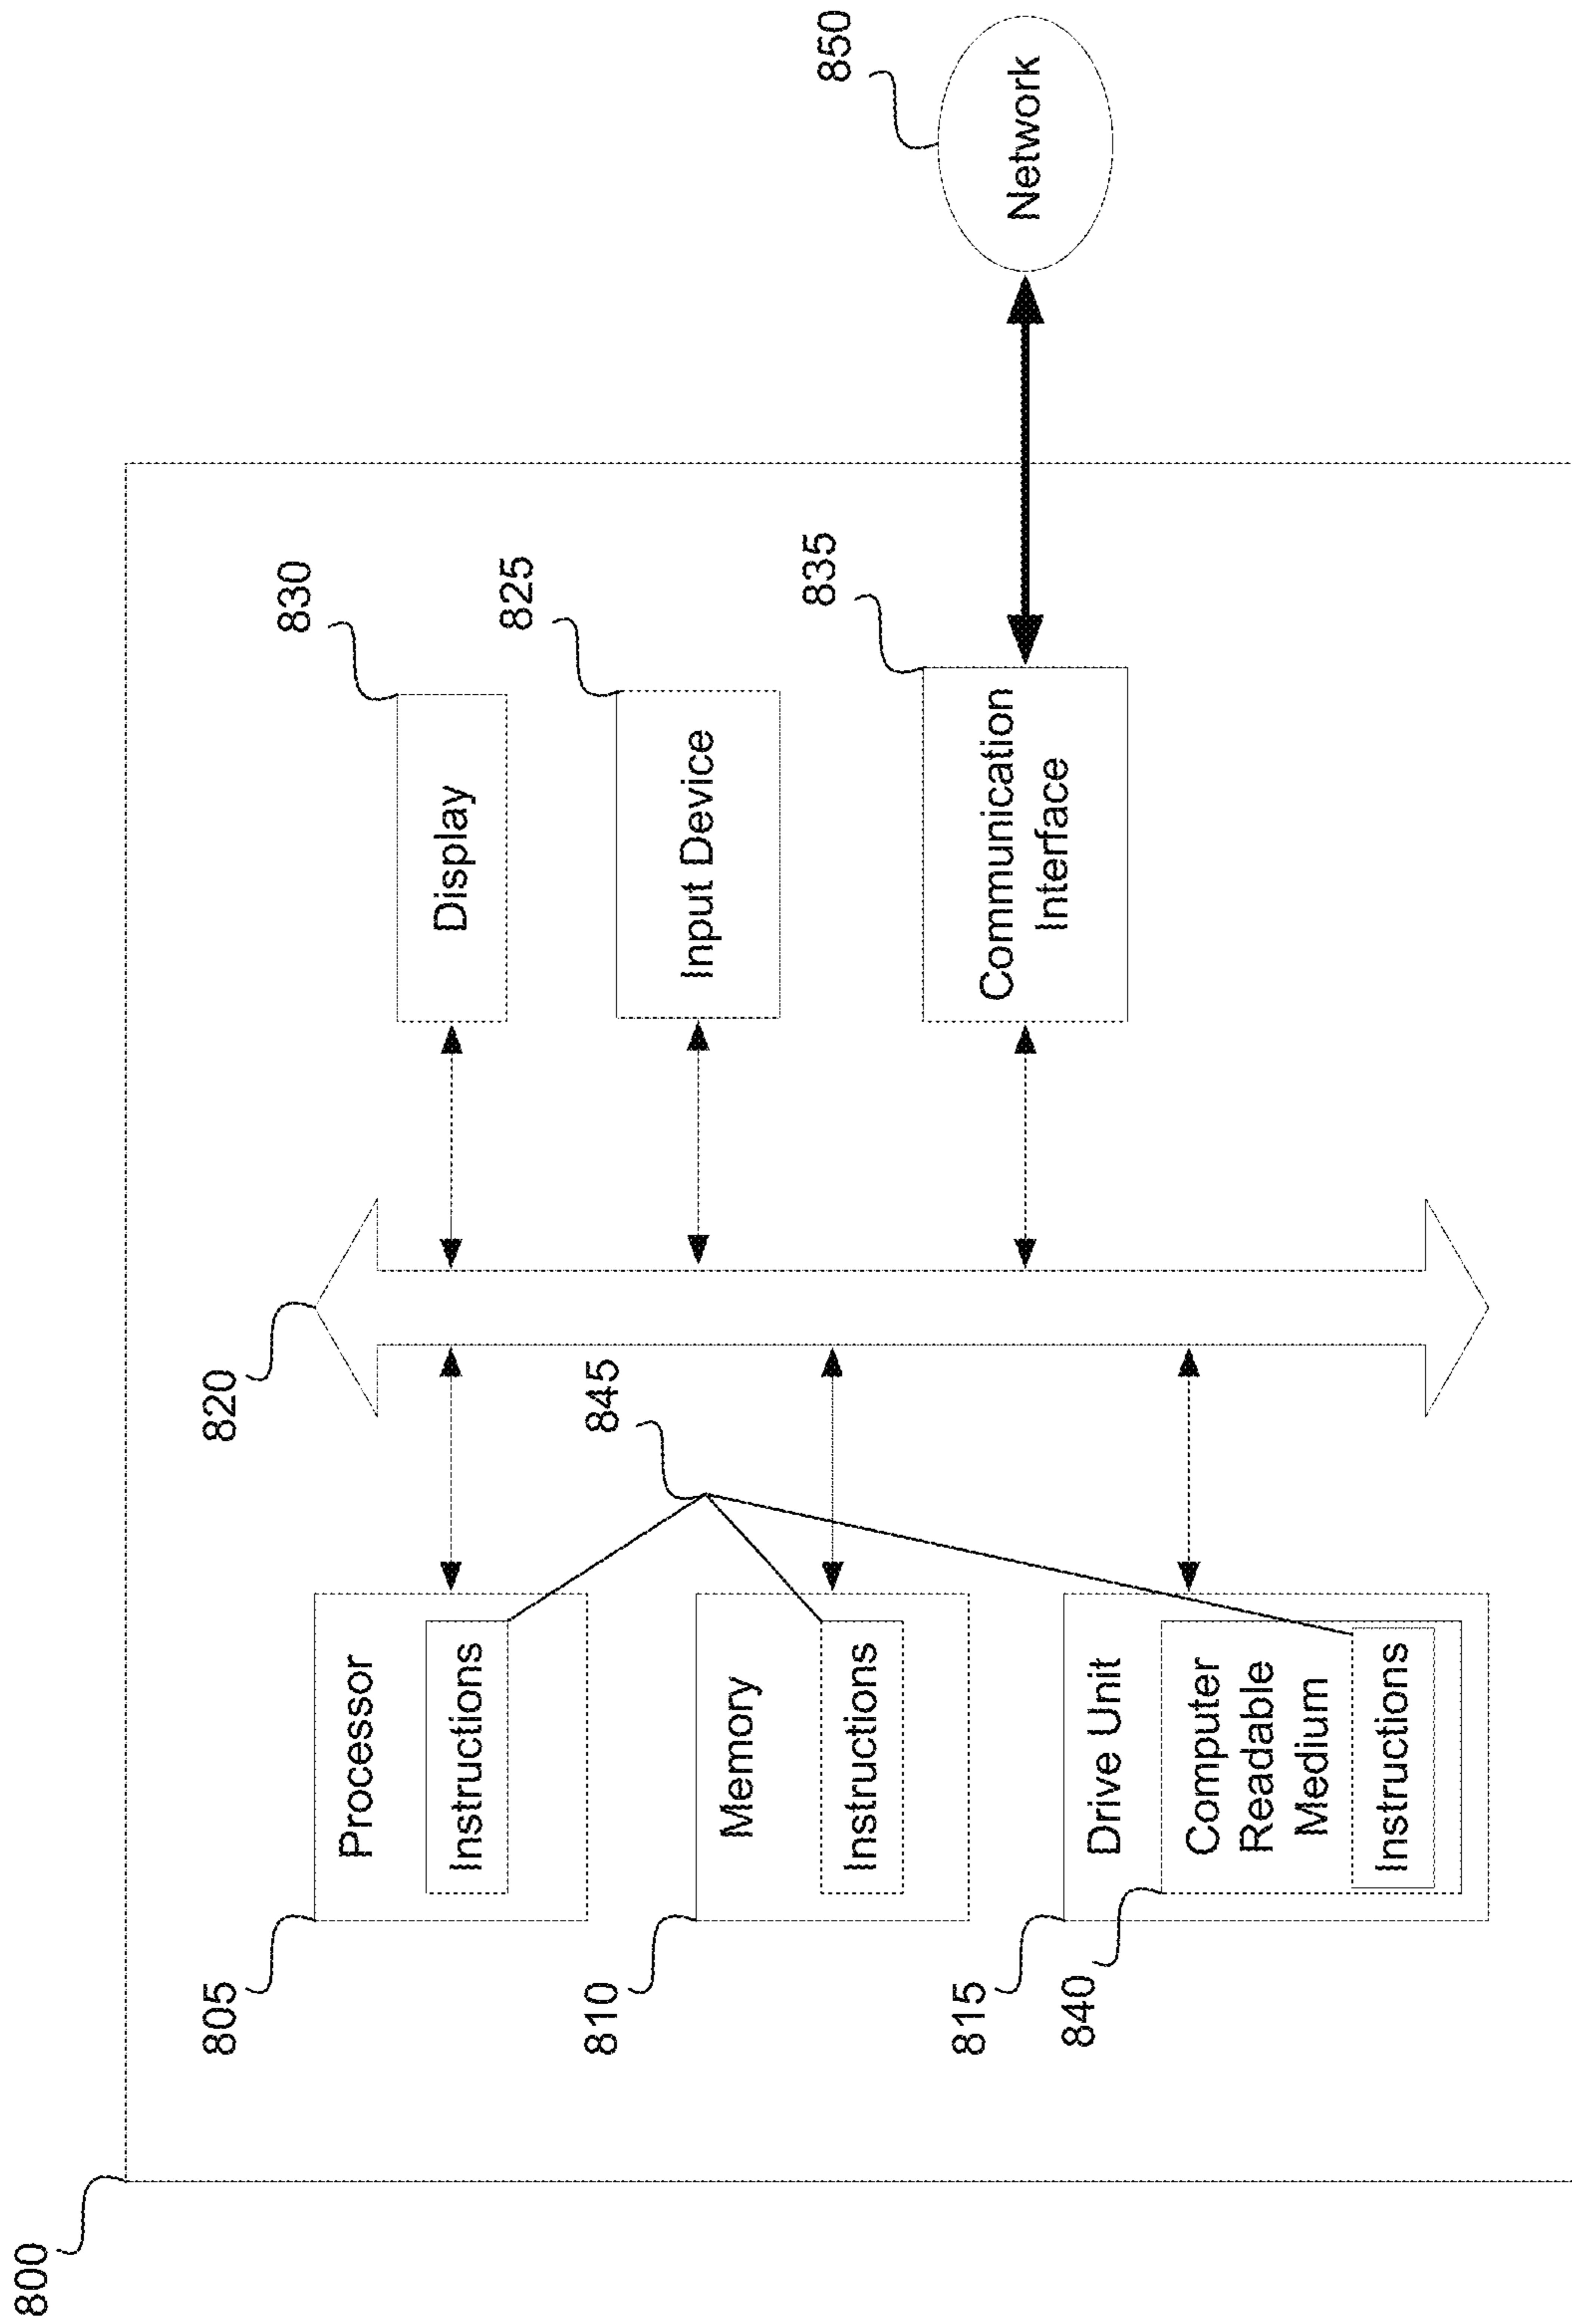 800
805
Processor
Instructions
820
830
Display
845
810
Memory
Instructions
825
Input Device
815
Drive Unit
840
Computer
Readable
Medium
Instructions
835
Communication
Interface
850
Network